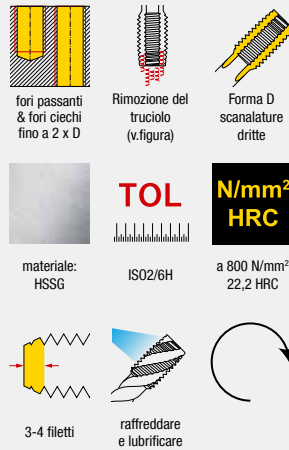 fori passanti
& fori ciechi
fino a 2 x D
Rimozione del
truciolo
(v.figura)
Forma D
scanalature
dritte
materiale:
HSSG
TOL
ISO2/6H
N/mm²
HRC
a 800 N/mm²
22,2 HRC
3-4 filetti
raffreddare
e lubrificare